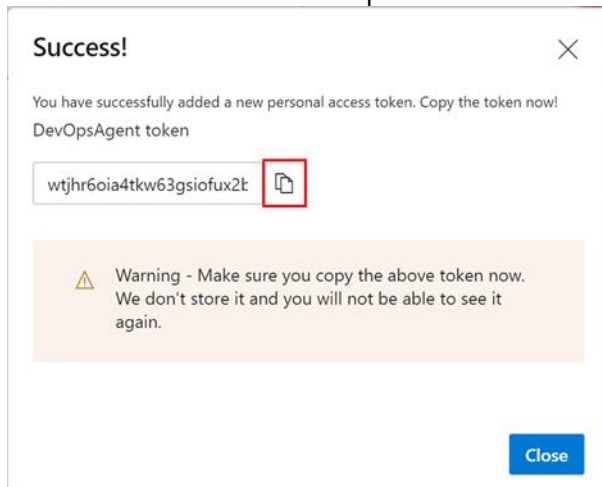 Success!
You have successfully added a new personal access token. Copy the token now!
DevOpsAgent token
wtjhr6oia4tkw63gsiofux2b
Warning - Make sure you copy the above token now.
We don't store it and you will not be able to see it
again.
Close